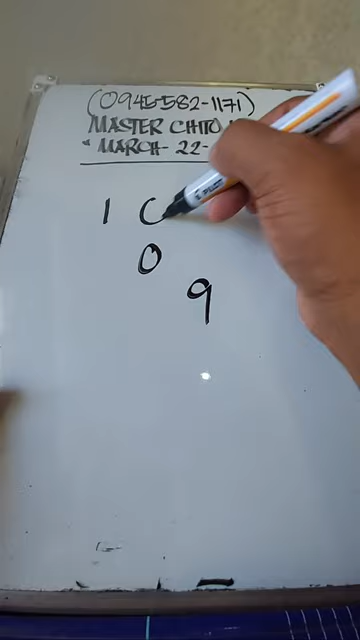 (0945-582-1171)
MASTER CHITO
* MARCH-22-
1 C
0
9